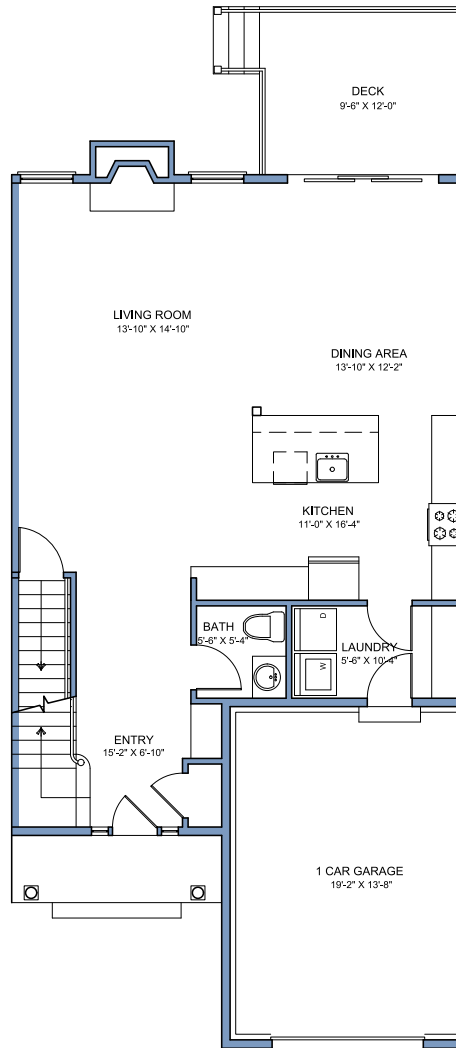 DECK
9'-6" X 12'-0"
LIVING ROOM
13'-10" X 14'-10"
DINING AREA
13'-10" X 12'-2"
KITCHEN
11'-0" X 16'-4"
BATH
5'-6" X 5'-4"
D
LAUNDRY
5'-6" X 10'-4"
W
ENTRY
15'-2" X 6'-10"
1 CAR GARAGE
19'-2" X 13'-8"